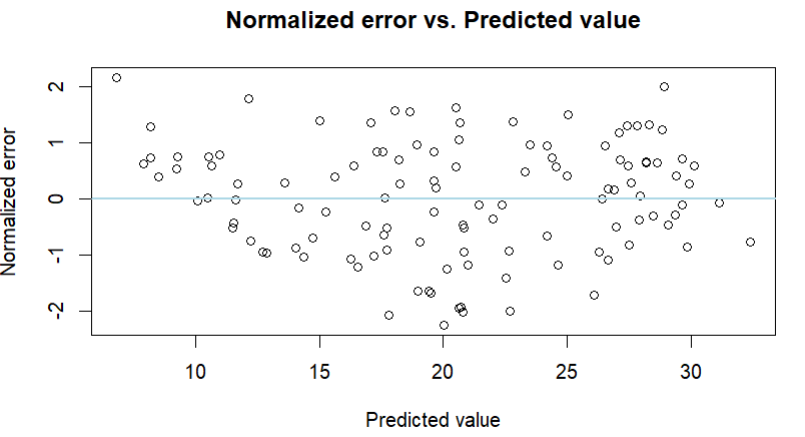 Normalized error vs. Predicted value
Normalized error
2
1
0
-1
-2
10 15 20 25 30
Predicted value